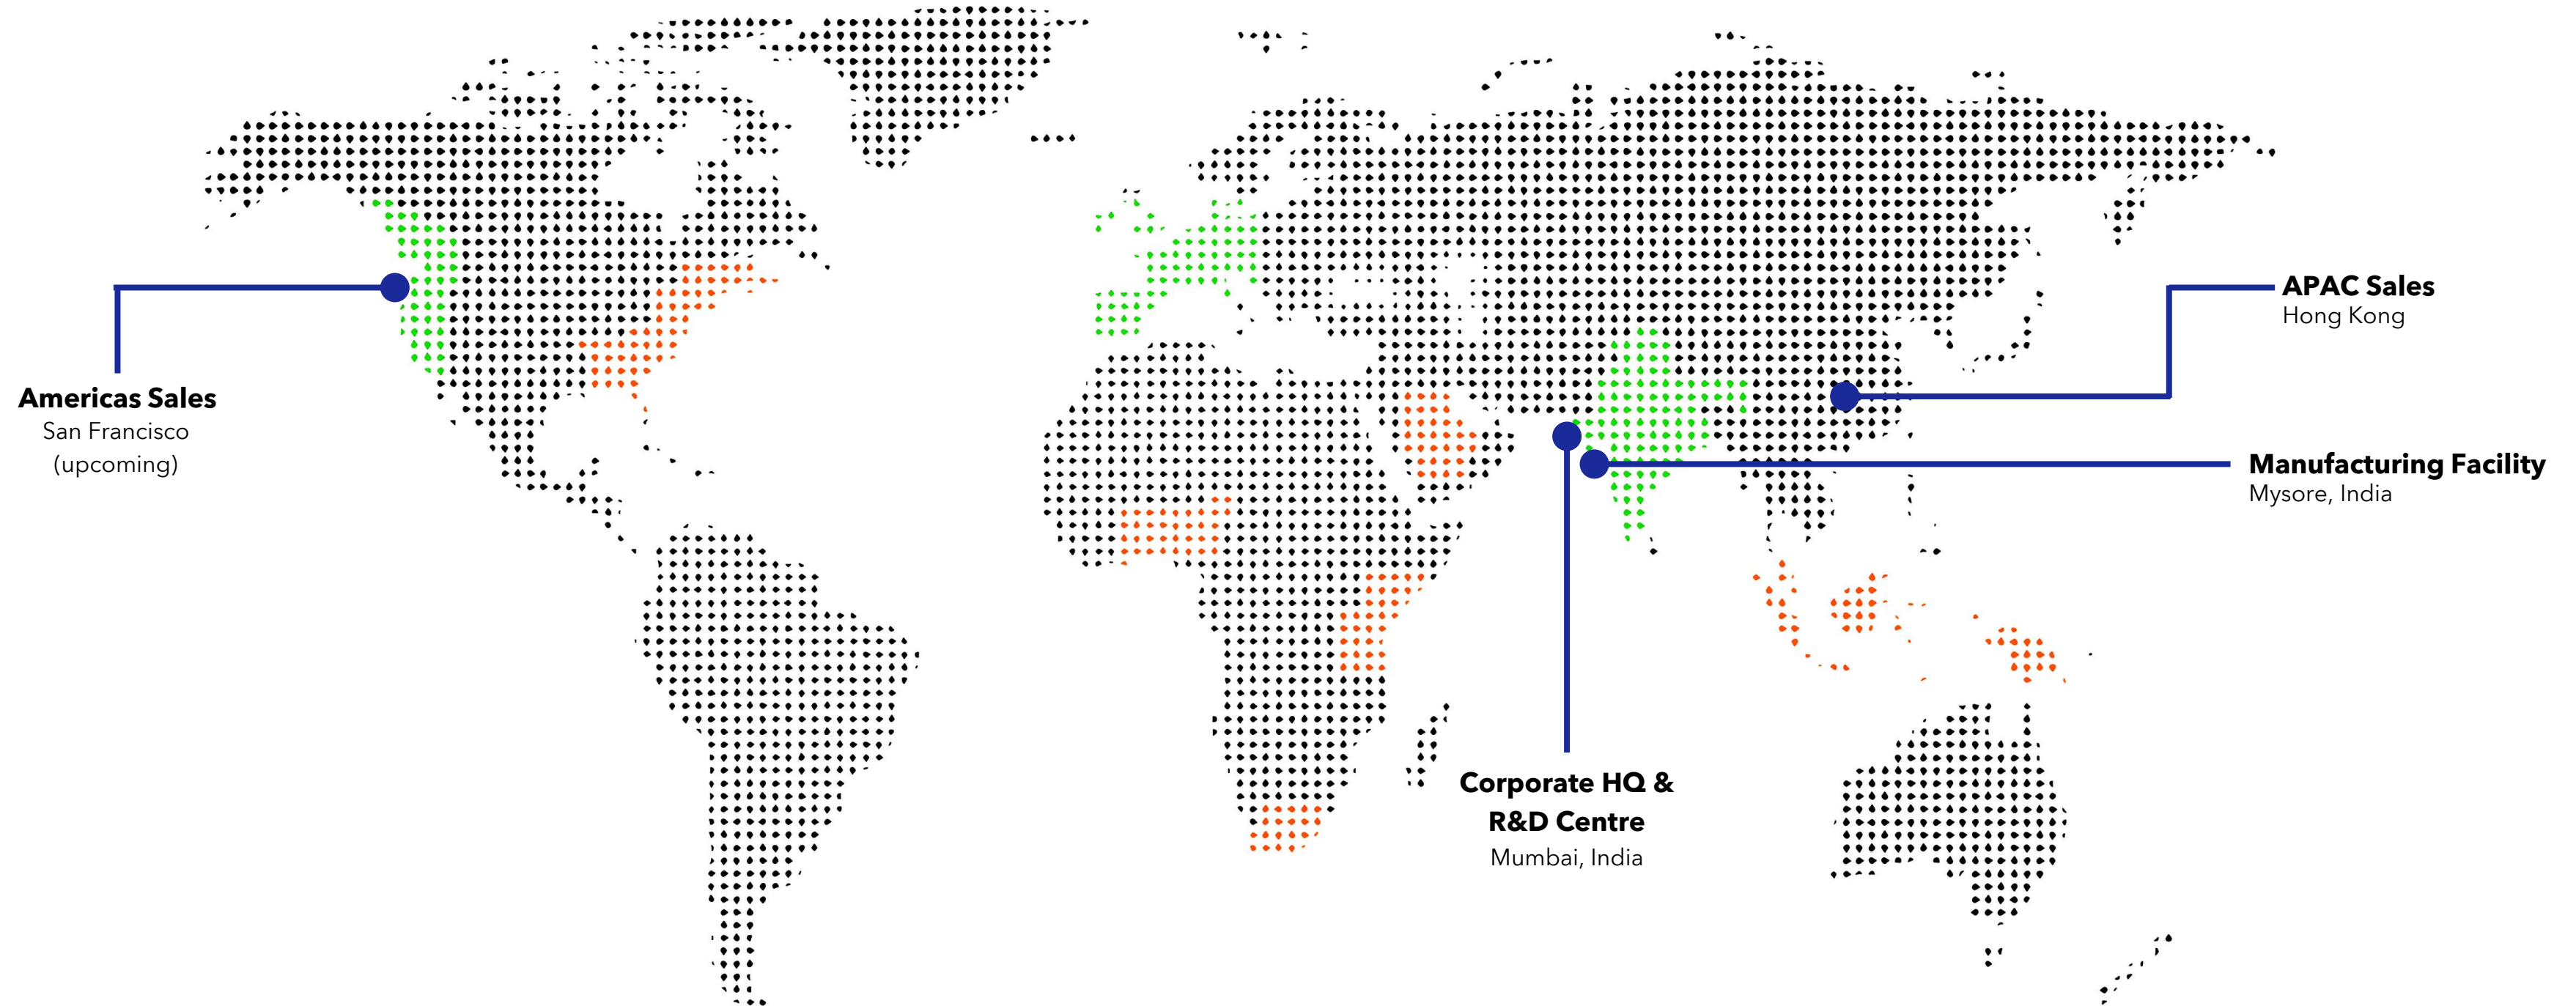 APAC Sales
Hong Kong
Americas Sales
San Francisco
(upcoming)
Manufacturing Facility
Mysore, India
Corporate HQ &
R&D Centre
Mumbai, India